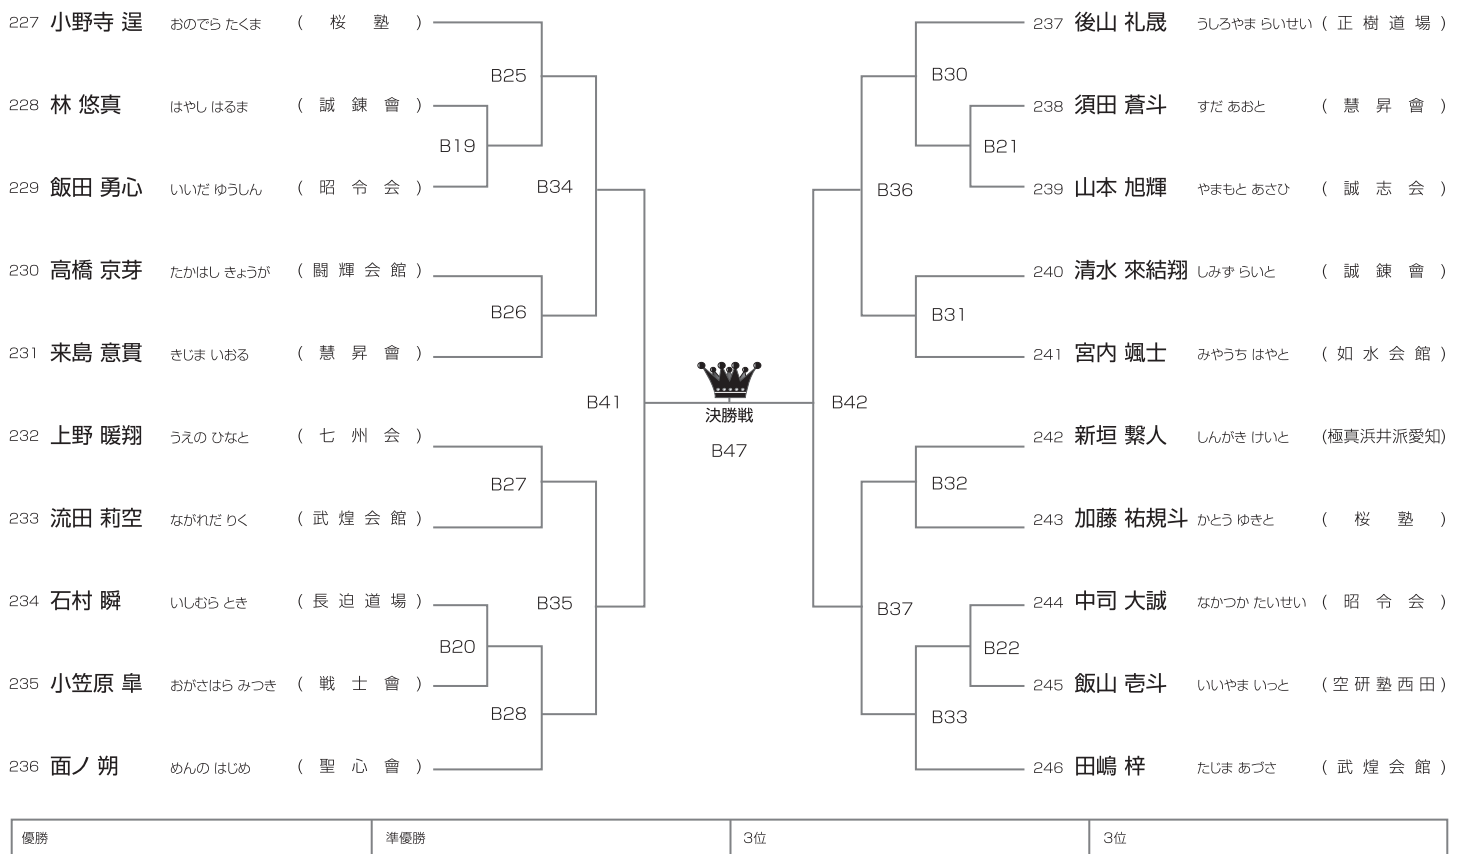 227 小野寺 逞 おのでら たくま ( 桜 塾 )
B25
228 林 悠真 はやし はるま ( 誠 錬 會 )
B19
229 飯田 勇心 いいだ ゆうしん ( 昭 令 会 )
B34
230 高橋 京芽 たかはし きょうが ( 闘 輝 会 館 )
B26
231 来島 意貫 きじま いおる ( 慧 昇 會 )
B41
232 上野 暖翔 うえの ひなと ( 七 州 会 )
B27
233 流田 莉空 ながれだ りく ( 武 煌 会 館 )
B35
234 石村 瞬 いしむら とき ( 長 迫 道 場 )
B20
235 小笠原 皐 おがさはら みつき ( 戦 士 會 )
B28
236 面ノ 朔 めんの はじめ ( 聖 心 會 )
決勝戦
B47
237 後山 礼晟 うしろやま らいせい ( 正 樹 道 場 )
B30
238 須田 蒼斗 すだ あおと ( 慧 昇 會 )
B21
239 山本 旭輝 やまもと あさひ ( 誠 志 会 )
B36
240 清水 來結翔 しみず らいと ( 誠 錬 會 )
B31
241 宮内 颯士 みやうち はやと ( 如 水 会 館 )
B42
242 新垣 繋人 しんがき けいと (極真浜井派愛知)
B32
243 加藤 祐規斗 かとう ゆきと ( 桜 塾 )
B37
244 中司 大誠 なかつか たいせい ( 昭 令 会 )
B22
245 飯山 壱斗 いいやま いっと ( 空 研 塾 西 田 )
B33
246 田嶋 梓 たじま あづさ ( 武 煌 会 館 )
優勝 準優勝 3位 3位